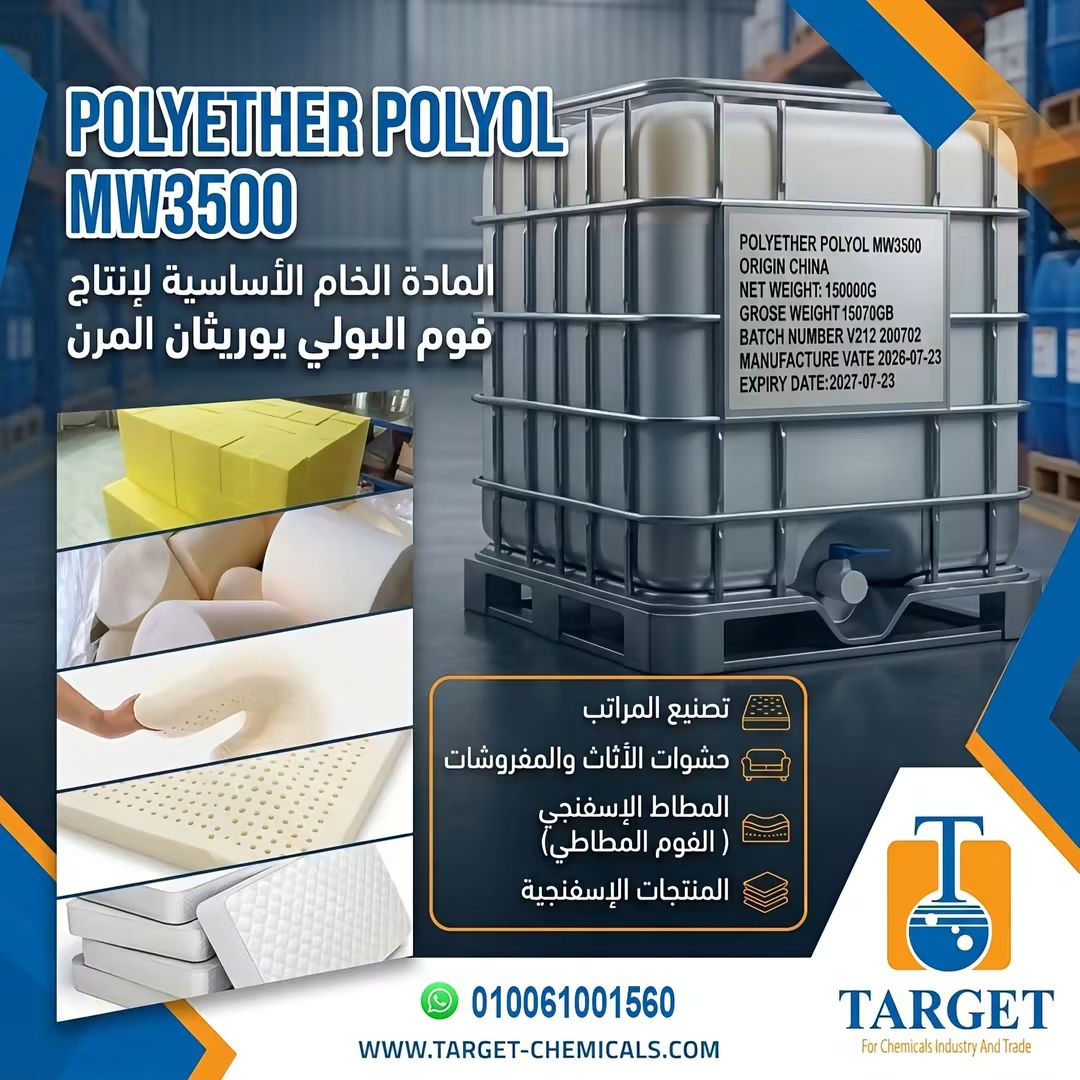 POLYETHER POLYOL
MW3500
المادة الخام الأساسية لإنتاج
فوم البولي يوريثان المرن
POLYETHER POLYOL MW3500
ORIGIN CHINA
NET WEIGHT: 150000G
GROSE WEIGHT 15070GB
BATCH NUMBER V212 200702
MANUFACTURE VATE 2026-07-23
EXPIRY DATE:2027-07-23
تصنيع المراتب
حشوات الأثاث والمفروشات
المطاط الإسفنجي
( الفوم المطاطي)
المنتجات الإسفنجية
010061001560
WWW.TARGET-CHEMICALS.COM
T
TARGET
For Chemicals Industry And Trade